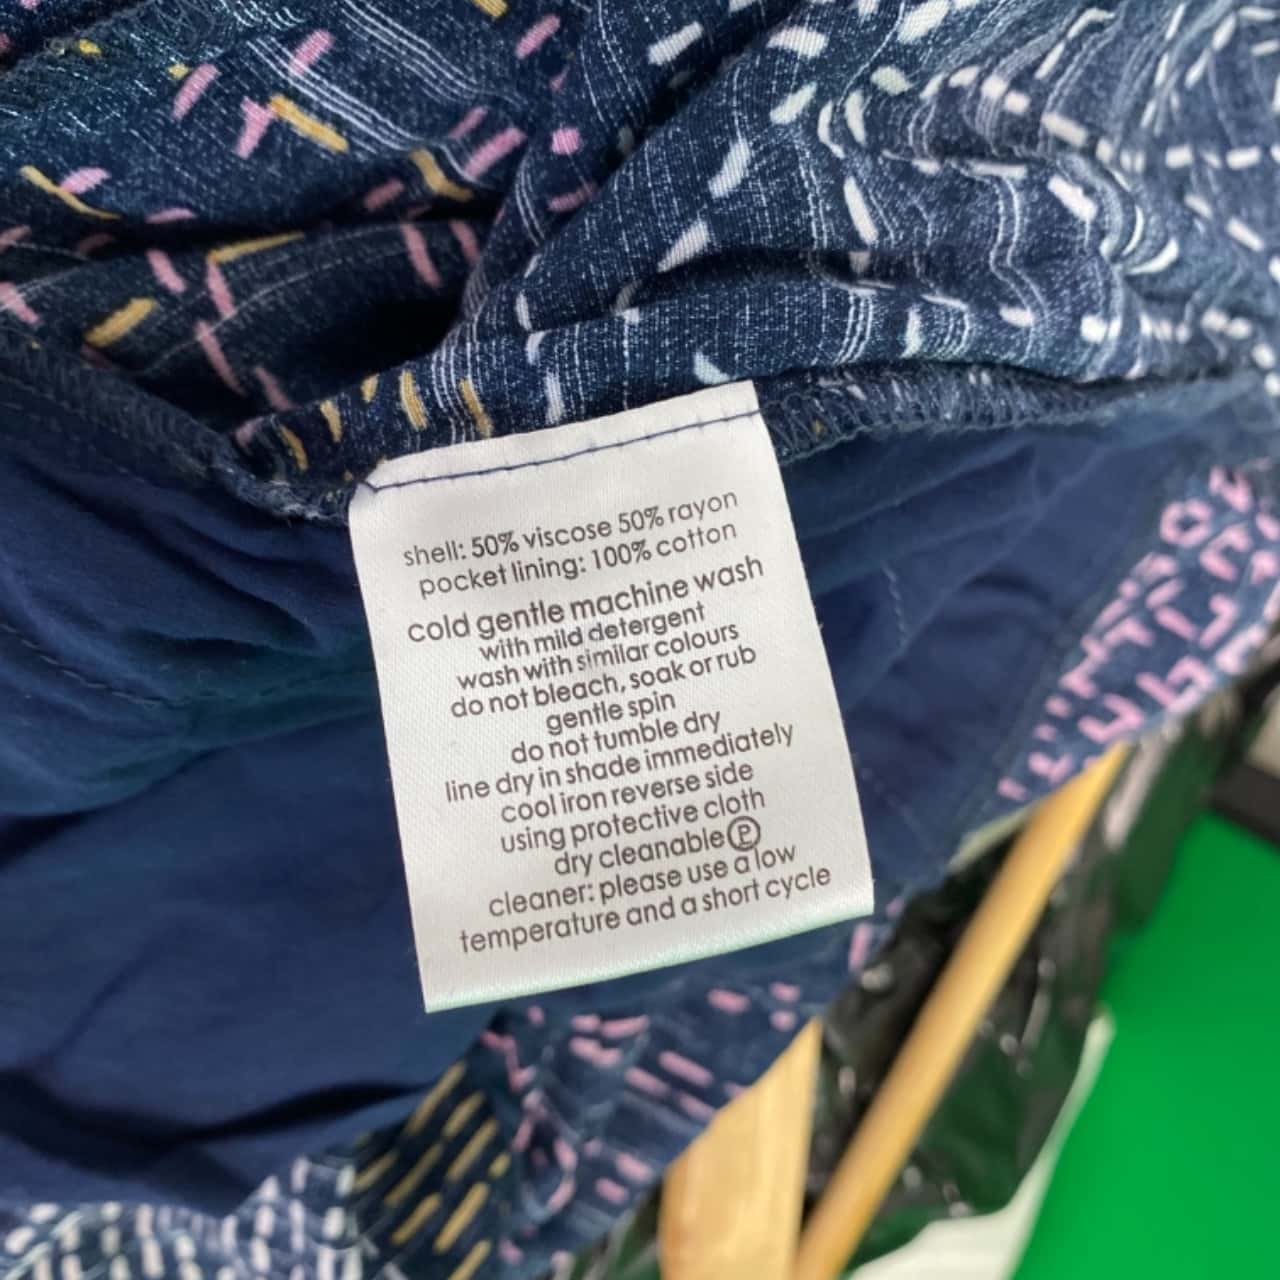 shell: 50% viscose 50% rayon
pocket lining: 100% cotton
cold gentle machine wash
with mild detergent
wash with similar colours
do not bleach, soak or rub
gentle spin
do not tumble dry
line dry in shade immediately
cool iron reverse side
using protective cloth
dry cleanable Ⓟ
cleaner: please use a low
temperature and a short cycle